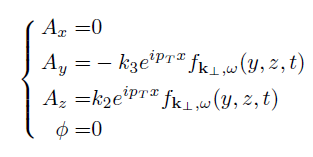 A_x = 0
A_y = − k_3 e^{ip_T x} f_{𝐤_⊥,ω}(y, z, t)
A_z = k_2 e^{ip_T x} f_{𝐤_⊥,ω}(y, z, t)
ϕ = 0